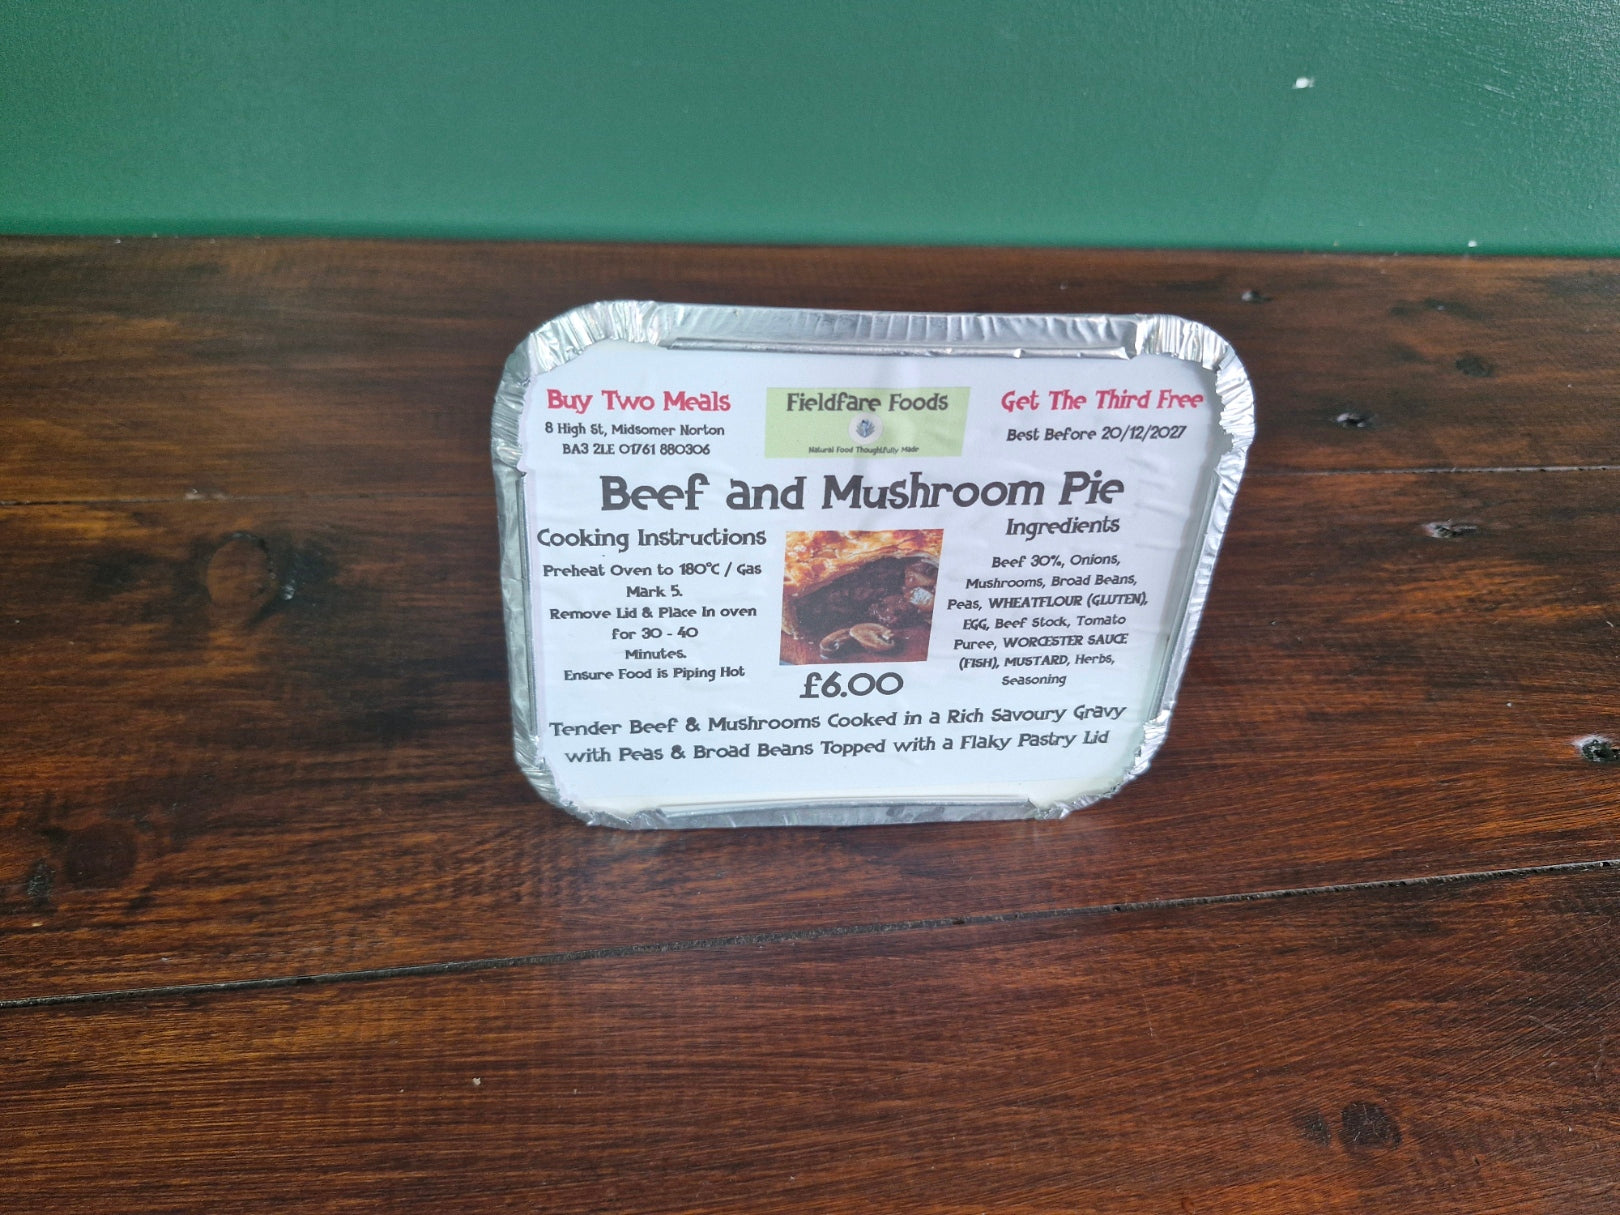 Buy Two Meals
8 High St, Midsomer Norton
BA3 2LE 01761 880306
Fieldfare Foods
Natural Food Thoughtfully Made
Get The Third Free
Best Before 20/12/2027
Beef and Mushroom Pie
Cooking Instructions
Preheat Oven to 180°C / Gas
Mark 5.
Remove Lid & Place In oven
for 30 - 40
Minutes.
Ensure Food is Piping Hot
£6.00
Ingredients
Beef 30%, Onions,
Mushrooms, Broad Beans,
Peas, WHEATFLOUR (GLUTEN),
EGG, Beef Stock, Tomato
Puree, WORCESTER SAUCE
(FISH), MUSTARD, Herbs,
Seasoning
Tender Beef & Mushrooms Cooked in a Rich Savoury Gravy
with Peas & Broad Beans Topped with a Flaky Pastry Lid